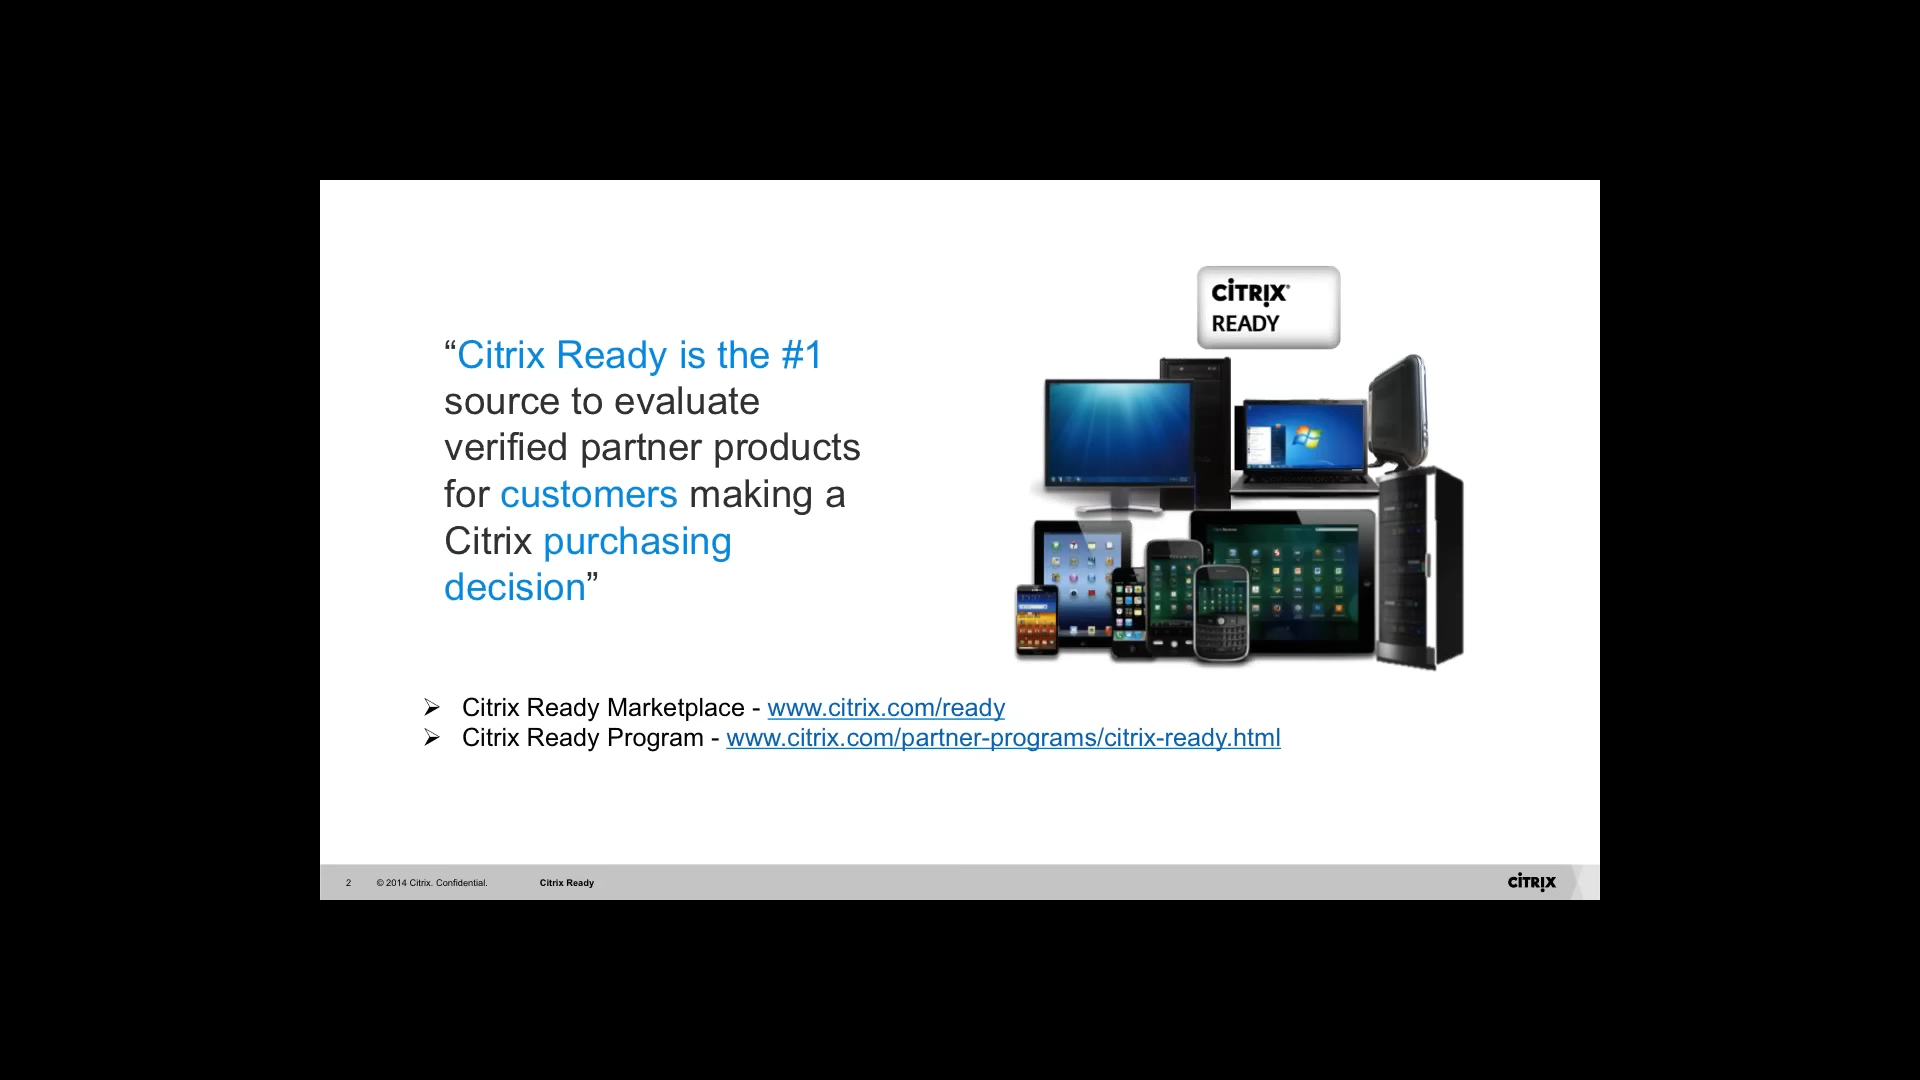 CITRIX®
READY
“Citrix Ready is the #1
source to evaluate
verified partner products
for customers making a
Citrix purchasing
decision”
➢ Citrix Ready Marketplace - www.citrix.com/ready
➢ Citrix Ready Program - www.citrix.com/partner-programs/citrix-ready.html
2 © 2014 Citrix. Confidential. Citrix Ready CITRIX